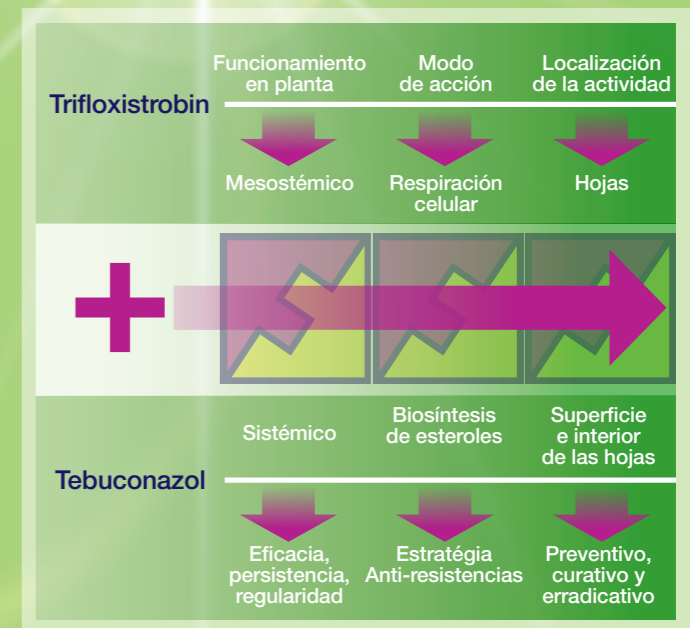 Funcionamiento
en planta
Modo
de acción
Localización
de la actividad
Trifloxistrobin
Mesostémico
Respiración
celular
Hojas
Sistémico
Biosíntesis
de esteroles
Superficie
e interior
de las hojas
Tebuconazol
Eficacia,
persistencia,
regularidad
Estratégia
Anti-resistencias
Preventivo,
curativo y
erradicativo